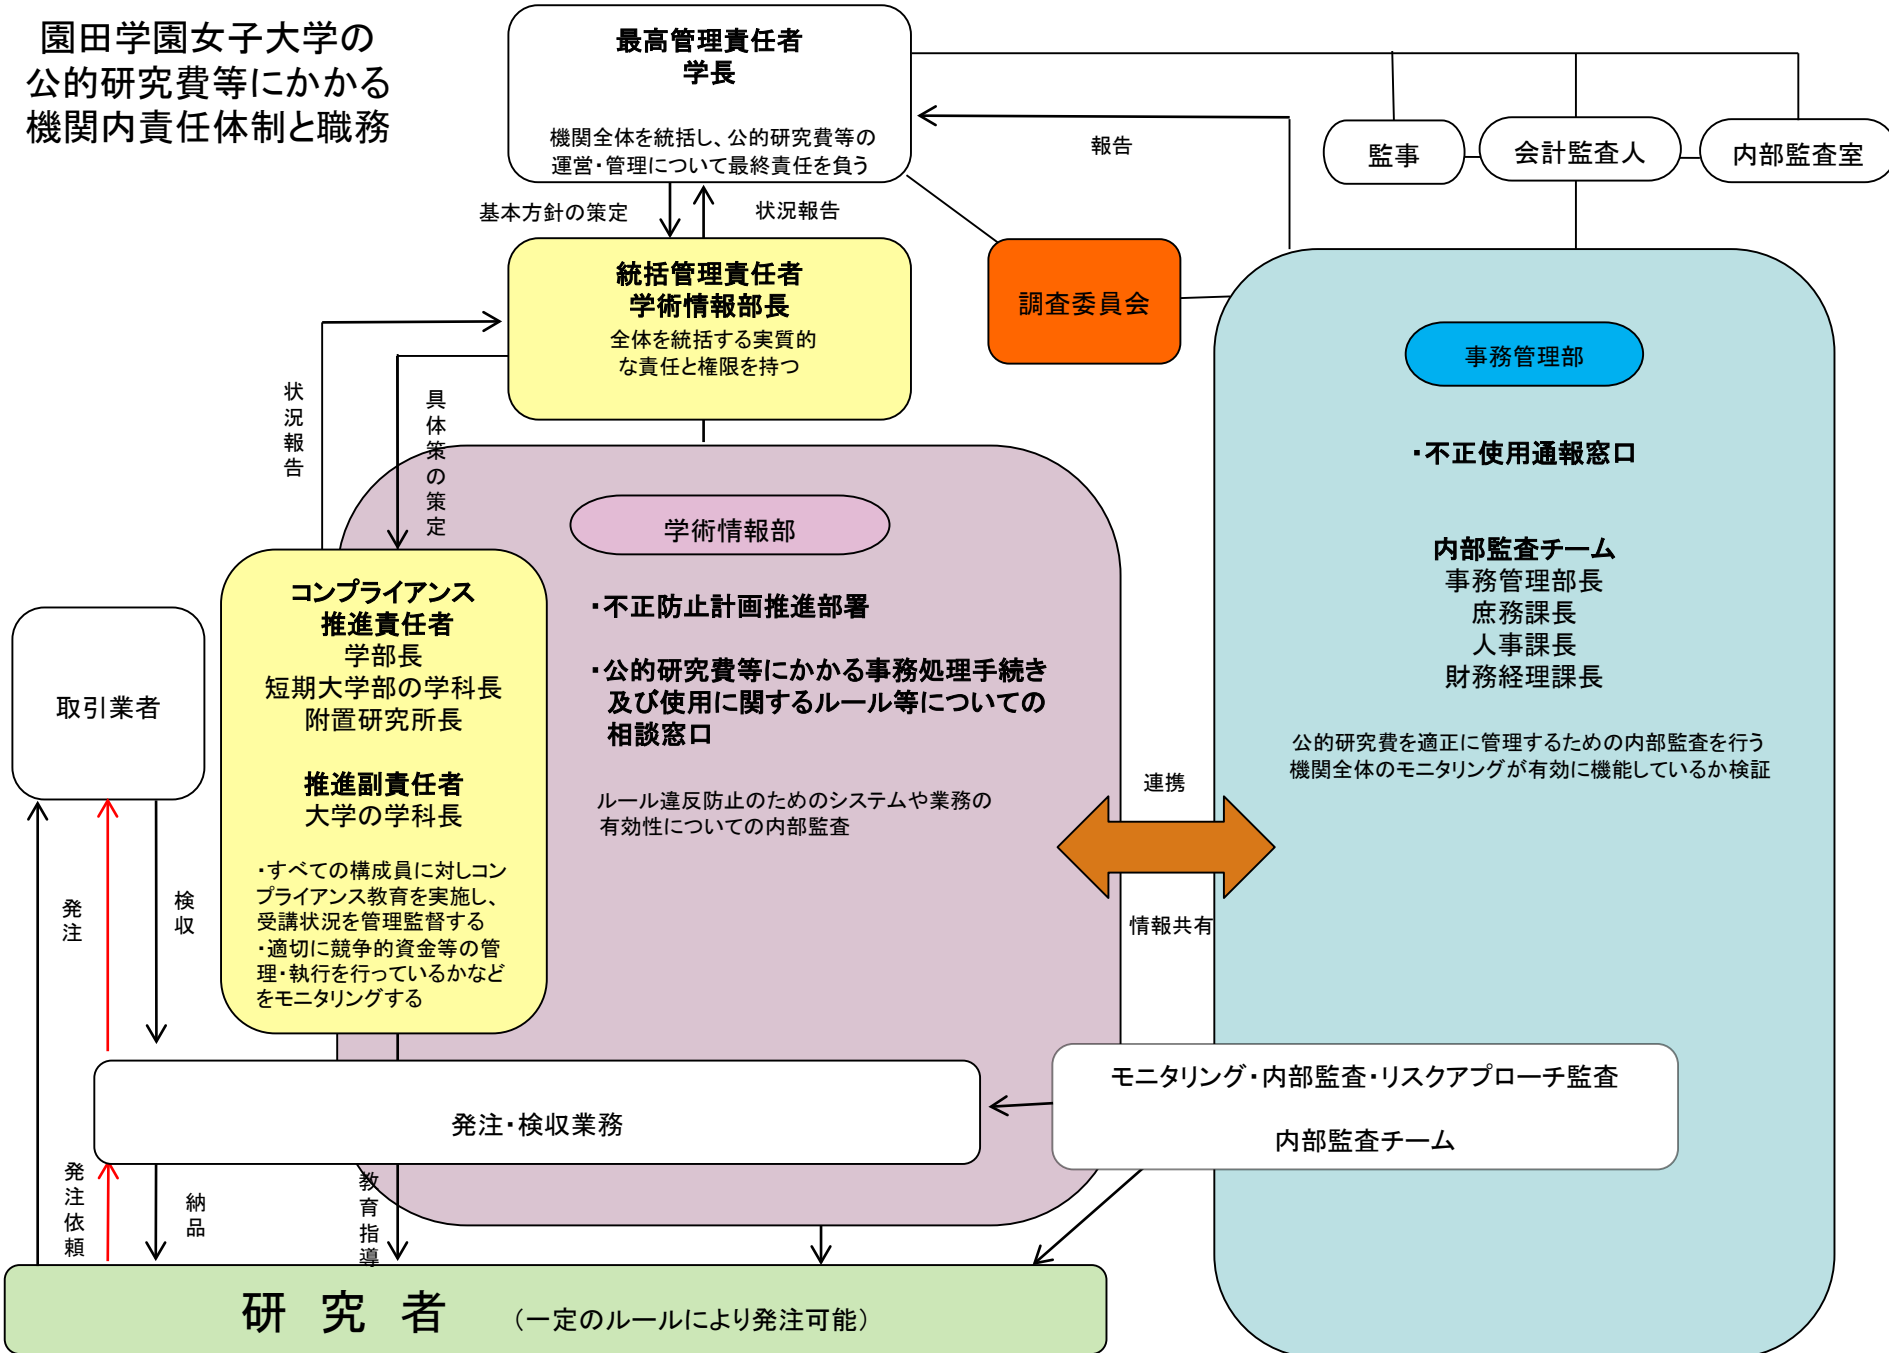 園田学園女子大学の
公的研究費等にかかる
機関内責任体制と職務
最高管理責任者
学長
機関全体を統括し、公的研究費等の
運営・管理について最終責任を負う
報告
監事
会計監査人
内部監査室
基本方針の策定
状況報告
統括管理責任者
学術情報部長
全体を統括する実質的
な責任と権限を持つ
調査委員会
事務管理部
・不正使用通報窓口
内部監査チーム
事務管理部長
庶務課長
人事課長
財務経理課長
公的研究費を適正に管理するための内部監査を行う
機関全体のモニタリングが有効に機能しているか検証
状況報告
具体策の策定
学術情報部
・不正防止計画推進部署
・公的研究費等にかかる事務処理手続き
及び使用に関するルール等についての
相談窓口
ルール違反防止のためのシステムや業務の
有効性についての内部監査
コンプライアンス
推進責任者
学部長
短期大学部の学科長
附置研究所長
推進副責任者
大学の学科長
・すべての構成員に対しコン
プライアンス教育を実施し、
受講状況を管理監督する
・適切に競争的資金等の管
理・執行を行っているかなど
をモニタリングする
取引業者
連携
情報共有
発注
検収
発注・検収業務
モニタリング・内部監査・リスクアプローチ監査
内部監査チーム
発注依頼
納品
教育指導
研究者 （一定のルールにより発注可能）